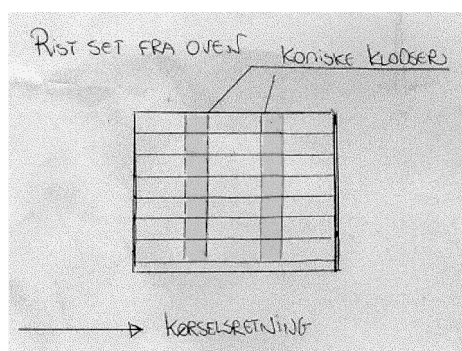 RIST SET FRA OVEN
KONISKE KLODSER
KØRSELSRETNING